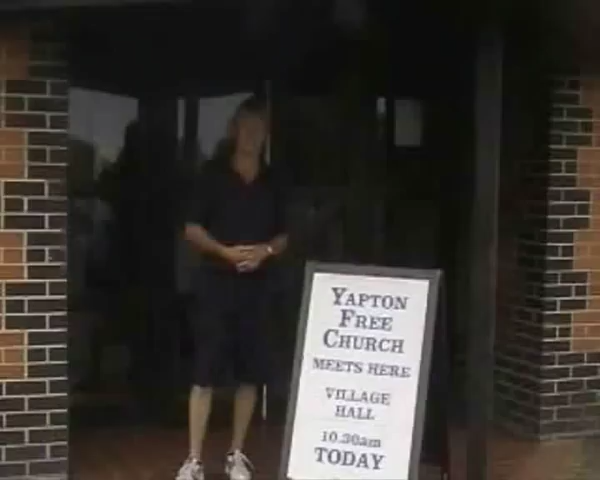 YAPTON
FREE
CHURCH
MEETS HERE
VILLAGE
HALL
10.30am
TODAY